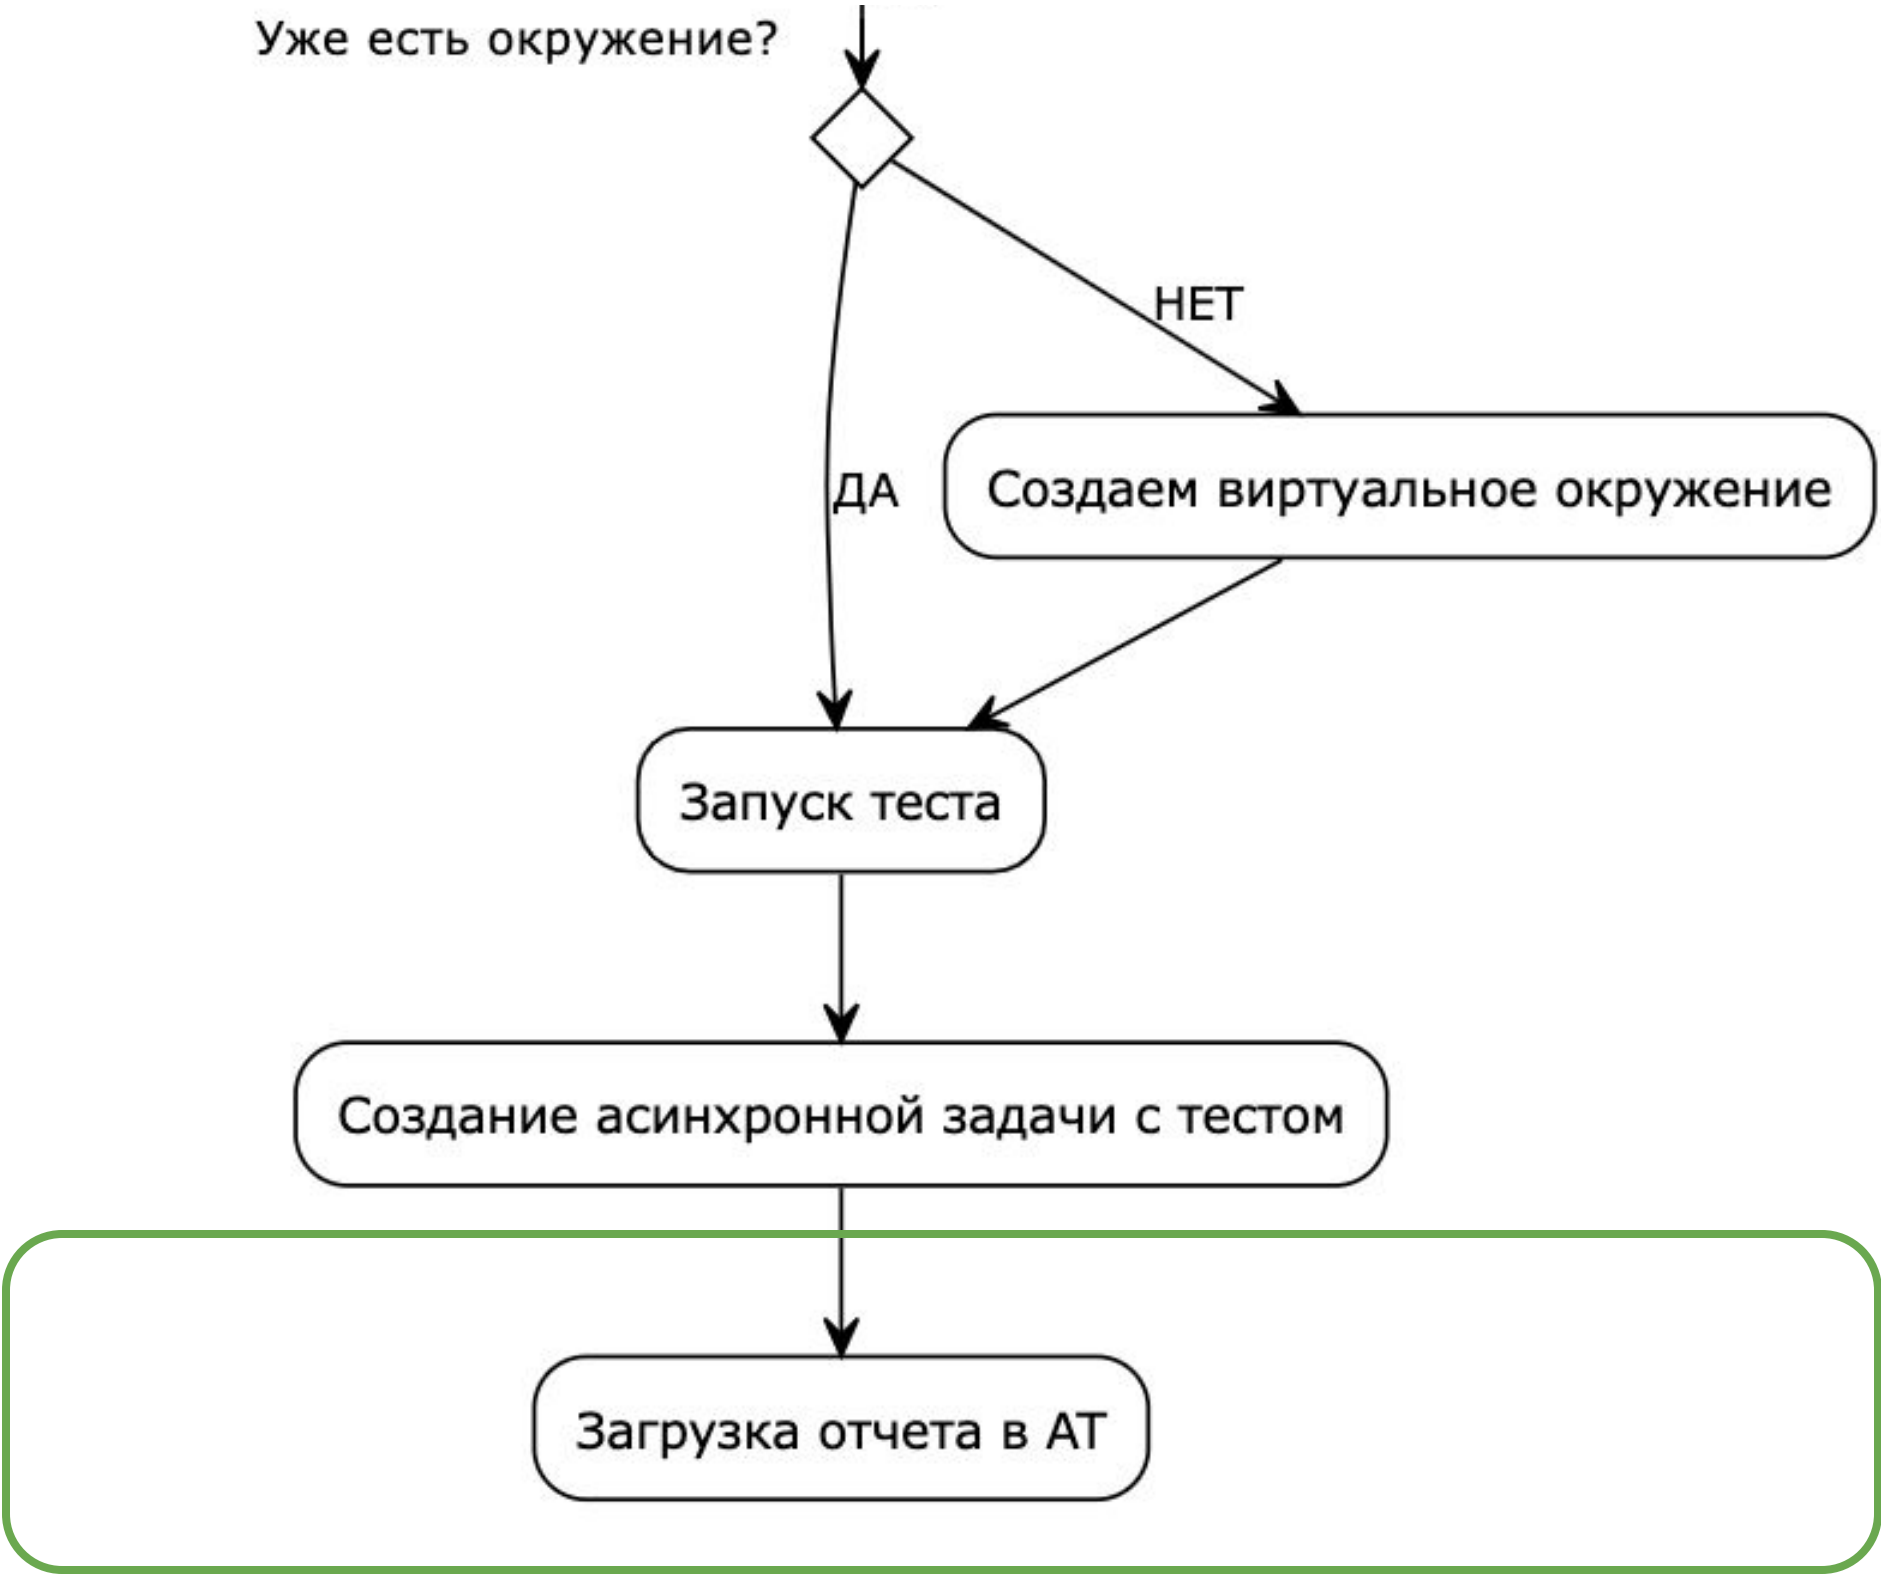 Уже есть окружение?
НЕТ
ДА
Создаем виртуальное окружение
Запуск теста
Создание асинхронной задачи с тестом
Загрузка отчета в АТ